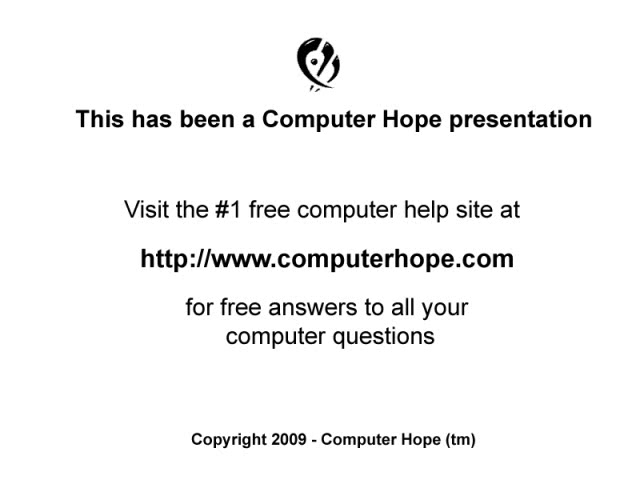 This has been a Computer Hope presentation
Visit the #1 free computer help site at
http://www.computerhope.com
for free answers to all your
computer questions
Copyright 2009 - Computer Hope (tm)